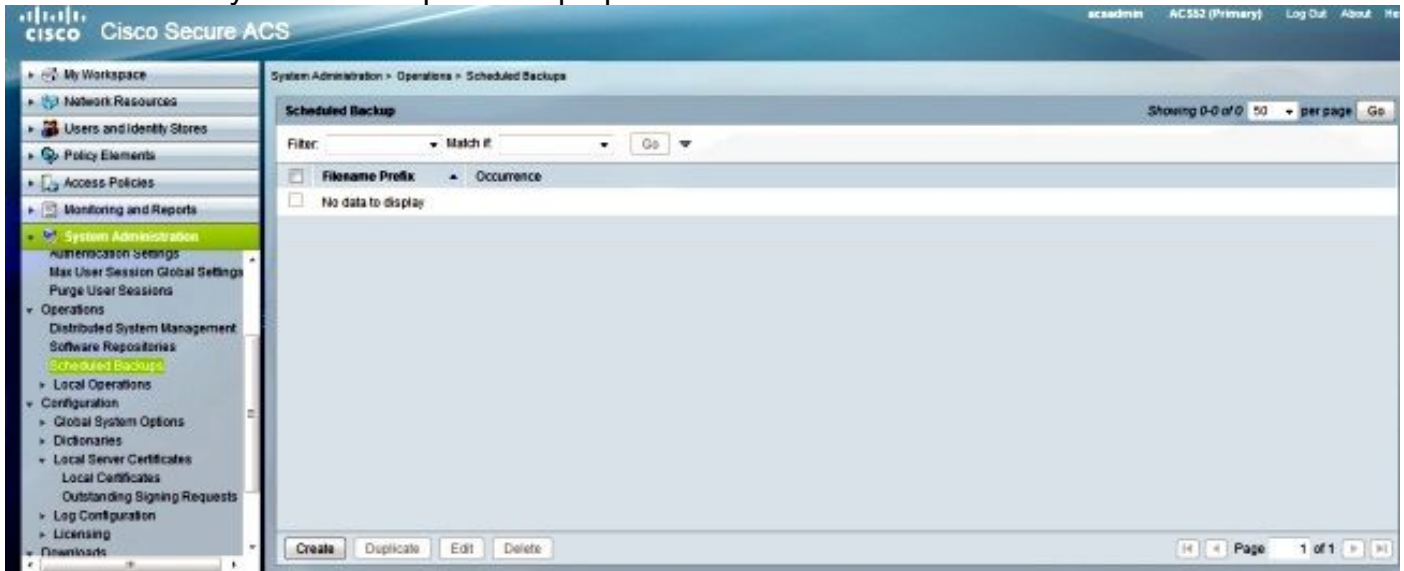 acsadmin ACS52 (Primary) Log Out About He
CISCO Cisco Secure ACS
My Workspace
Network Resources
Users and Identity Stores
Policy Elements
Access Policies
Monitoring and Reports
System Administration
Authentication Settings
Max User Session Global Settings
Purge User Sessions
Operations
Distributed System Management
Software Repositories
Scheduled Backups
Local Operations
Configuration
Global System Options
Dictionaries
Local Server Certificates
Local Certificates
Outstanding Signing Requests
Log Configuration
Licensing
Downloads
System Administration > Operations > Scheduled Backups
Scheduled Backup Showing 0-0 of 0 50 per page Go
Filter: Match if: Go
Filename Prefix Occurrence
No data to display
Create Duplicate Edit Delete Page 1 of 1